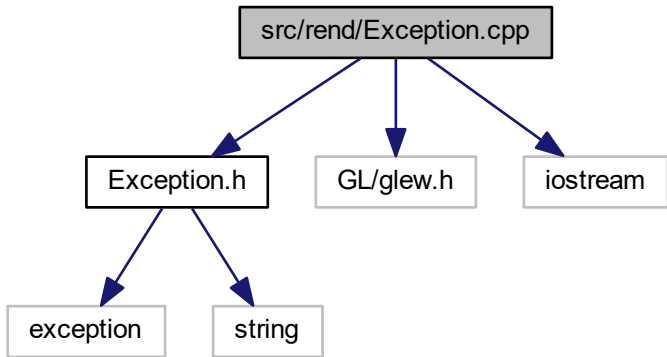 src/rend/Exception.cpp
Exception.h
GL/glew.h
iostream
exception
string